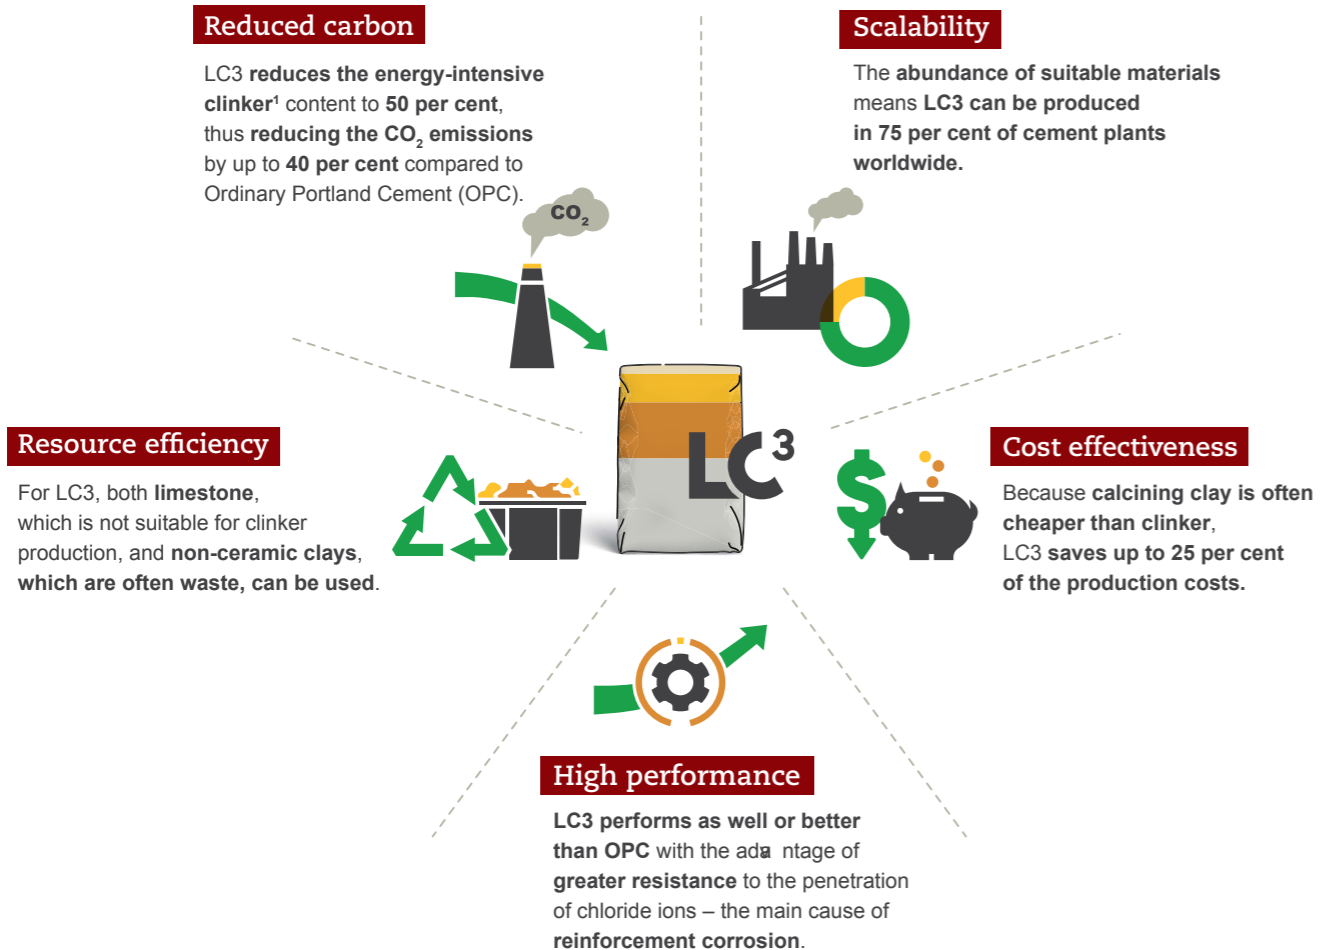 Reduced carbon
LC3 reduces the energy-intensive
clinker¹ content to 50 per cent,
thus reducing the CO₂ emissions
by up to 40 per cent compared to
Ordinary Portland Cement (OPC).
CO₂
Scalability
The abundance of suitable materials
means LC3 can be produced
in 75 per cent of cement plants
worldwide.
Resource efficiency
For LC3, both limestone,
which is not suitable for clinker
production, and non-ceramic clays,
which are often waste, can be used.
LC³
$
Cost effectiveness
Because calcining clay is often
cheaper than clinker,
LC3 saves up to 25 per cent
of the production costs.
High performance
LC3 performs as well or better
than OPC with the adva ntage of
greater resistance to the penetration
of chloride ions – the main cause of
reinforcement corrosion.